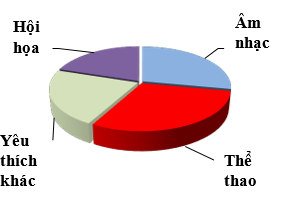 Hội
họa
Âm
nhạc
Yêu
thích
khác
Thể
thao